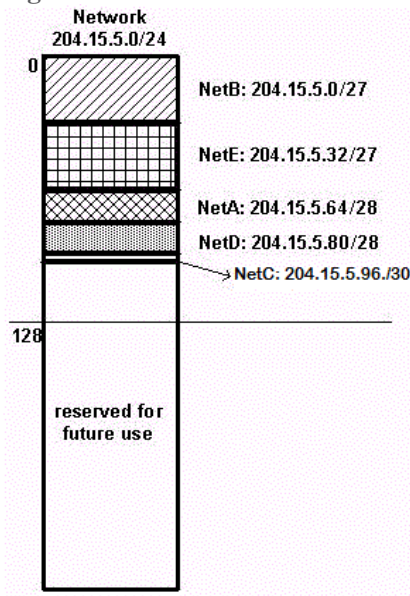 Network
204.15.5.0/24
0
NetB: 204.15.5.0/27
NetE: 204.15.5.32/27
NetA: 204.15.5.64/28
NetD: 204.15.5.80/28
NetC: 204.15.5.96./30
128
reserved for
future use